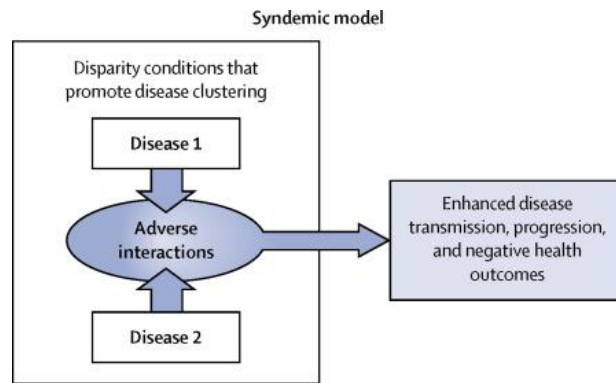 Syndemic model
Disparity conditions that
promote disease clustering
Disease 1
Adverse
interactions
Disease 2
Enhanced disease
transmission, progression,
and negative health
outcomes